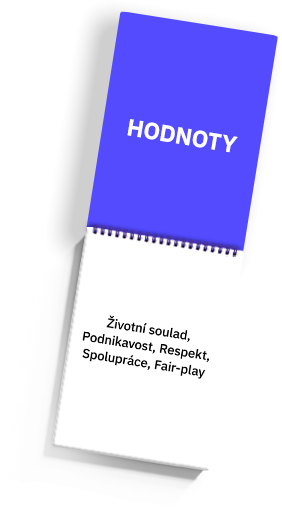 HODNOTY
Životní soulad,
Podnikavost, Respekt,
Spolupráce, Fair-play